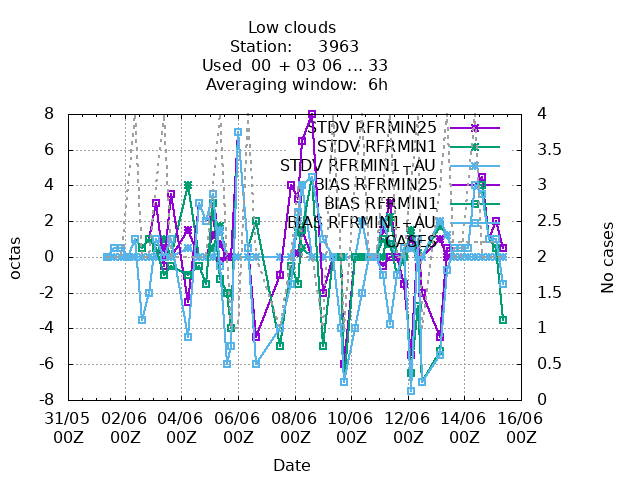 Low clouds
Station: 3963
Used 00 + 03 06 ... 33
Averaging window: 6h
8
6
4
2
0
-2
-4
-6
-8
octas
4
3.5
3
2.5
2
1.5
1
0.5
0
No cases
STDV RFRMIN25
STDV RFRMIN1
STDV RFRMIN1-AU
BIAS RFRMIN25
BIAS RFRMIN1
BIAS RFRMIN1-AU
CASES
31/05 02/06 04/06 06/06 08/06 10/06 12/06 14/06 16/06
00Z 00Z 00Z 00Z 00Z 00Z 00Z 00Z 00Z
Date